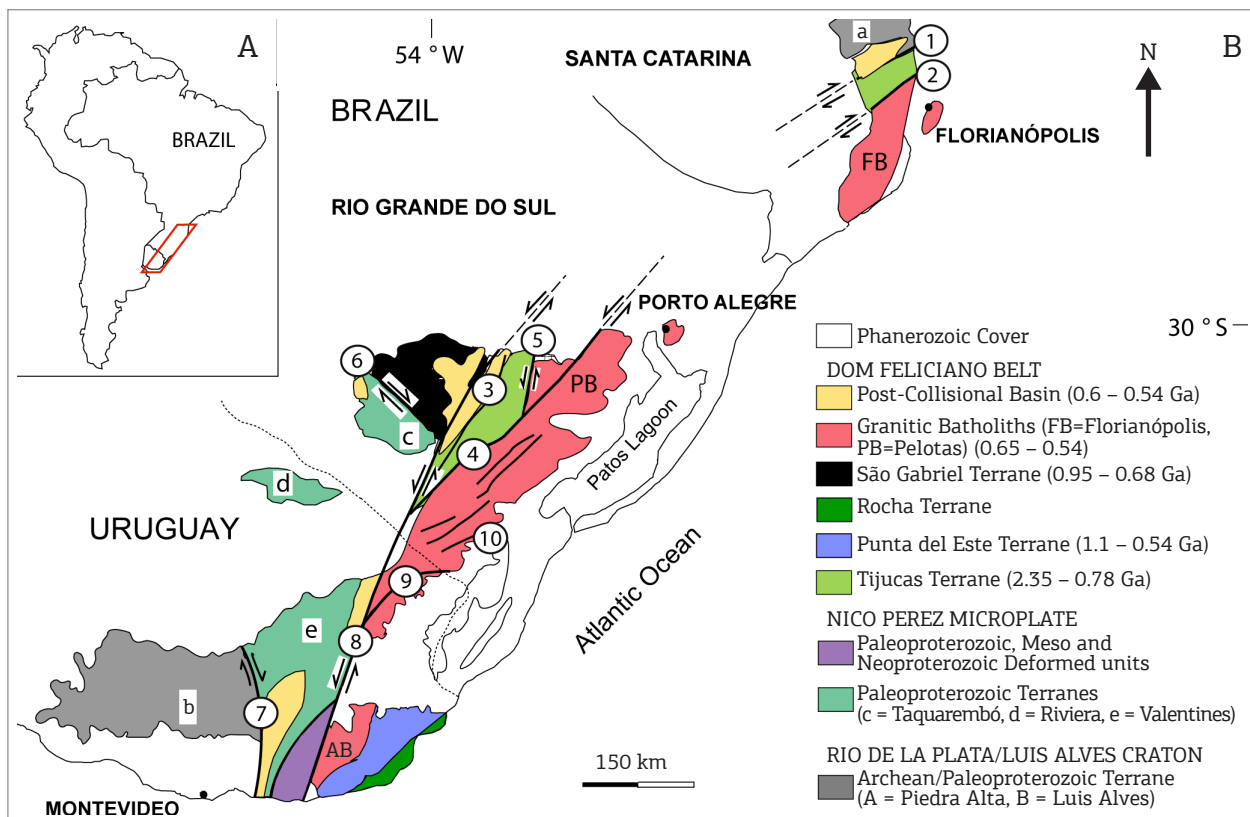 A
BRAZIL
54 ° W
SANTA CATARINA
BRAZIL
RIO GRANDE DO SUL
a
1
2
B
N
FLORIANÓPOLIS
FB
PORTO ALEGRE
30 ° S
6
5
3
PB
c
4
Patos Lagoon
d
URUGUAY
10
9
Atlantic Ocean
e
8
b
7
AB
150 km
MONTEVIDEO
Phanerozoic Cover
DOM FELICIANO BELT
Post-Collisional Basin (0.6 – 0.54 Ga)
Granitic Batholiths (FB=Florianópolis,
PB=Pelotas) (0.65 – 0.54)
São Gabriel Terrane (0.95 – 0.68 Ga)
Rocha Terrane
Punta del Este Terrane (1.1 – 0.54 Ga)
Tijucas Terrane (2.35 – 0.78 Ga)
NICO PEREZ MICROPLATE
Paleoproterozoic, Meso and
Neoproterozoic Deformed units
Paleoproterozoic Terranes
(c = Taquarembó, d = Riviera, e = Valentines)
RIO DE LA PLATA/LUIS ALVES CRATON
Archean/Paleoproterozoic Terrane
(A = Piedra Alta, B = Luis Alves)